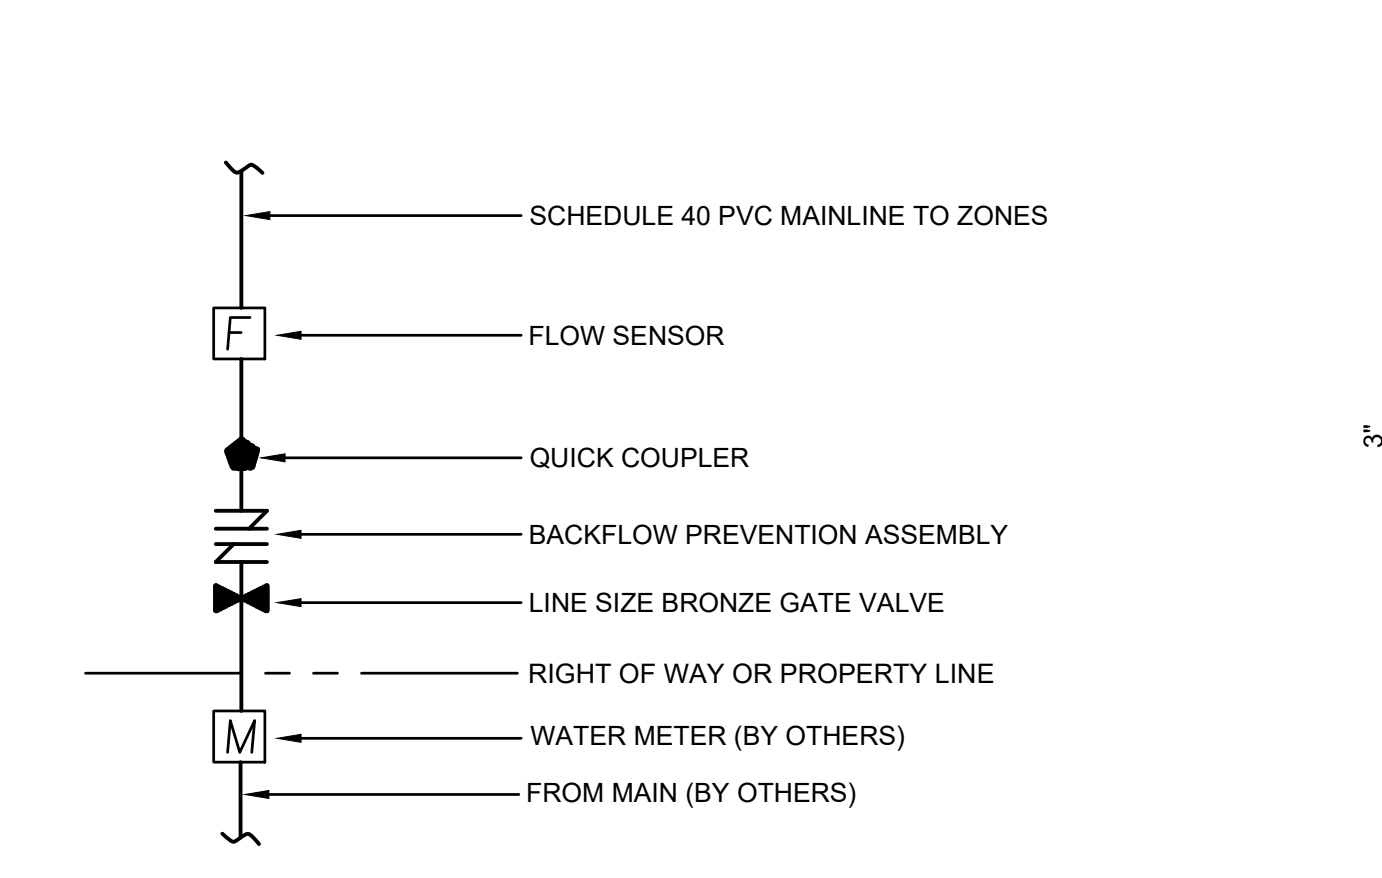 SCHEDULE 40 PVC MAINLINE TO ZONES
F
FLOW SENSOR
QUICK COUPLER
3"
BACKFLOW PREVENTION ASSEMBLY
LINE SIZE BRONZE GATE VALVE
RIGHT OF WAY OR PROPERTY LINE
M
WATER METER (BY OTHERS)
FROM MAIN (BY OTHERS)